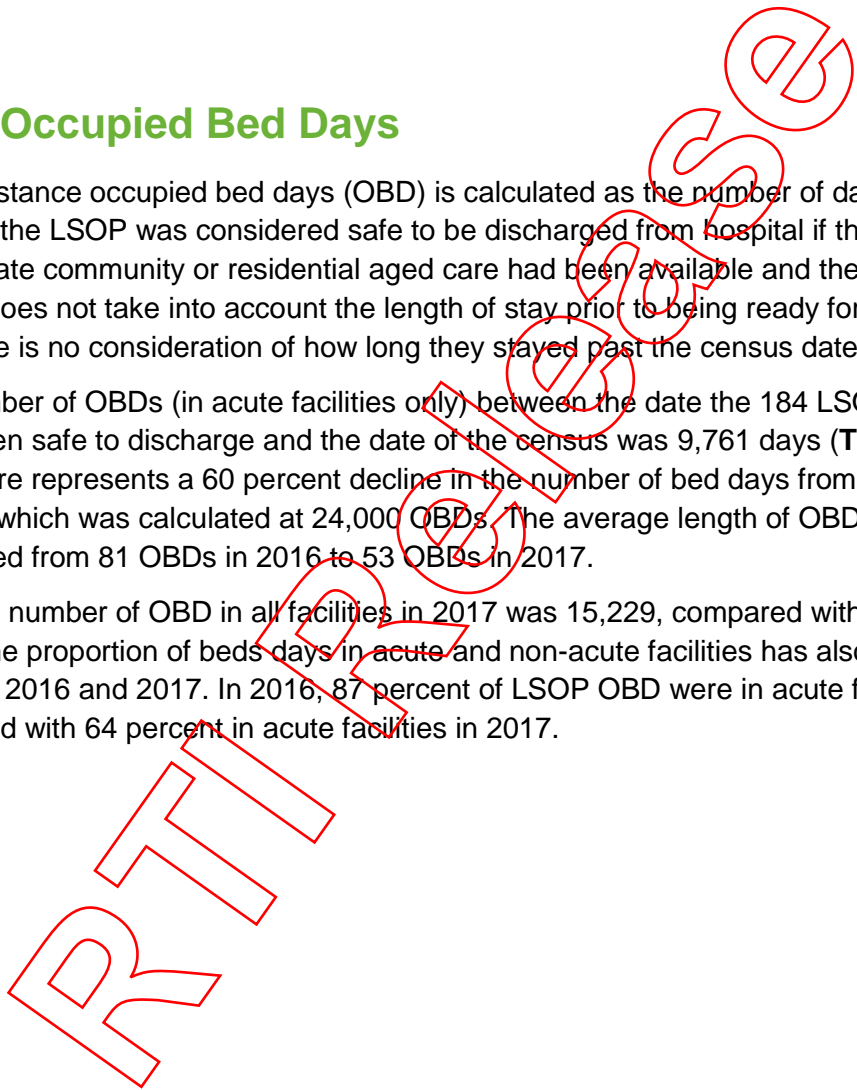 Occupied Bed Days
stance occupied bed days (OBD) is calculated as the number of da
the LSOP was considered safe to be discharged from hospital if th
ate community or residential aged care had been available and the
oes not take into account the length of stay prior to being ready for
e is no consideration of how long they stayed past the census date
ber of OBDs (in acute facilities only) between the date the 184 LSO
en safe to discharge and the date of the census was 9,761 days (T
re represents a 60 percent decline in the number of bed days from
which was calculated at 24,000 OBDs. The average length of OBD
ed from 81 OBDs in 2016 to 53 OBDs in 2017.
number of OBD in all facilities in 2017 was 15,229, compared with
ne proportion of beds days in acute and non-acute facilities has also
2016 and 2017. In 2016, 87 percent of LSOP OBD were in acute f
d with 64 percent in acute facilities in 2017.
RTI Release